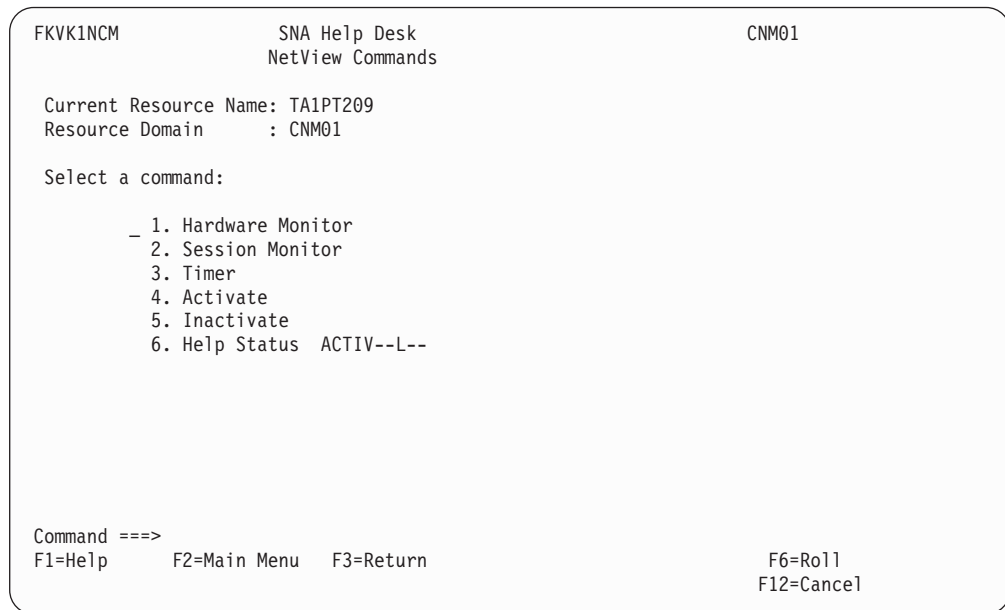 FKVK1NCM SNA Help Desk CNM01
NetView Commands
Current Resource Name: TA1PT209
Resource Domain : CNM01
Select a command:
_ 1. Hardware Monitor
2. Session Monitor
3. Timer
4. Activate
5. Inactivate
6. Help Status ACTIV--L--
Command ===>
F1=Help F2=Main Menu F3=Return F6=Roll
F12=Cancel